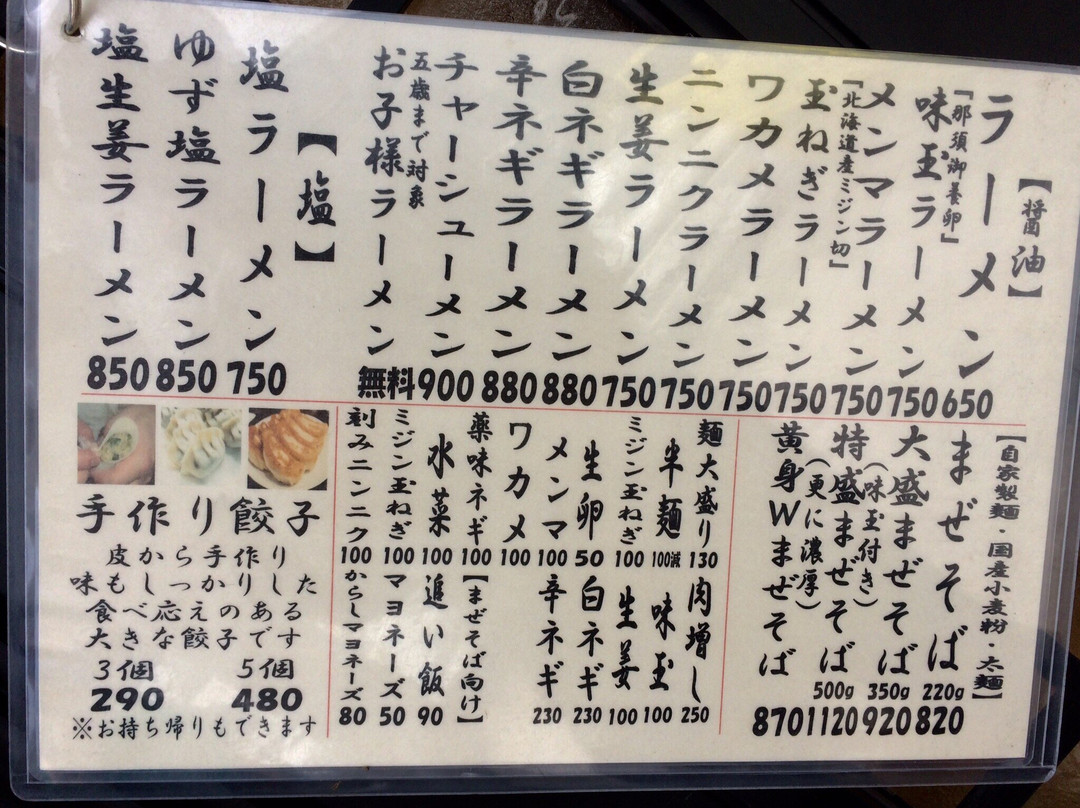 【醤油】
ラーメン 650
「那須御養卵」
味玉ラーメン 750
メンマラーメン 750
「北海道産ミジン切」
玉ねぎラーメン 750
ワカメラーメン 750
ニンニクラーメン 750
生姜ラーメン 750
白ネギラーメン 880
辛ネギラーメン 880
チャーシューメン 900
五歳まで対象
お子様ラーメン 無料
【塩】
塩ラーメン 750
ゆず塩ラーメン 850
塩生姜ラーメン 850
【自家製麺・国産小麦粉・太麺】
まぜそば 220g 820
大盛まぜそば 350g 920
(味玉付き)
特盛まぜそば 500g 1120
(更に濃厚)
黄身Wまぜそば 870
麺大盛り 130
半麺 100減
ミジン玉ねぎ 100
生卵 50
メンマ 100
ワカメ 100
薬味ネギ 100
水菜 100
ミジン玉ねぎ 100
刻みニンニク 100
肉増し 250
味玉 100
生姜 100
白ネギ 230
辛ネギ 230
【まぜそば向け】
追い飯 90
マヨネーズ 50
からしマヨネーズ 80
手作り餃子
皮から手作り
味もしっかりした
食べ応えのある
大きな餃子です
3個 5個
290 480
※お持ち帰りもできます